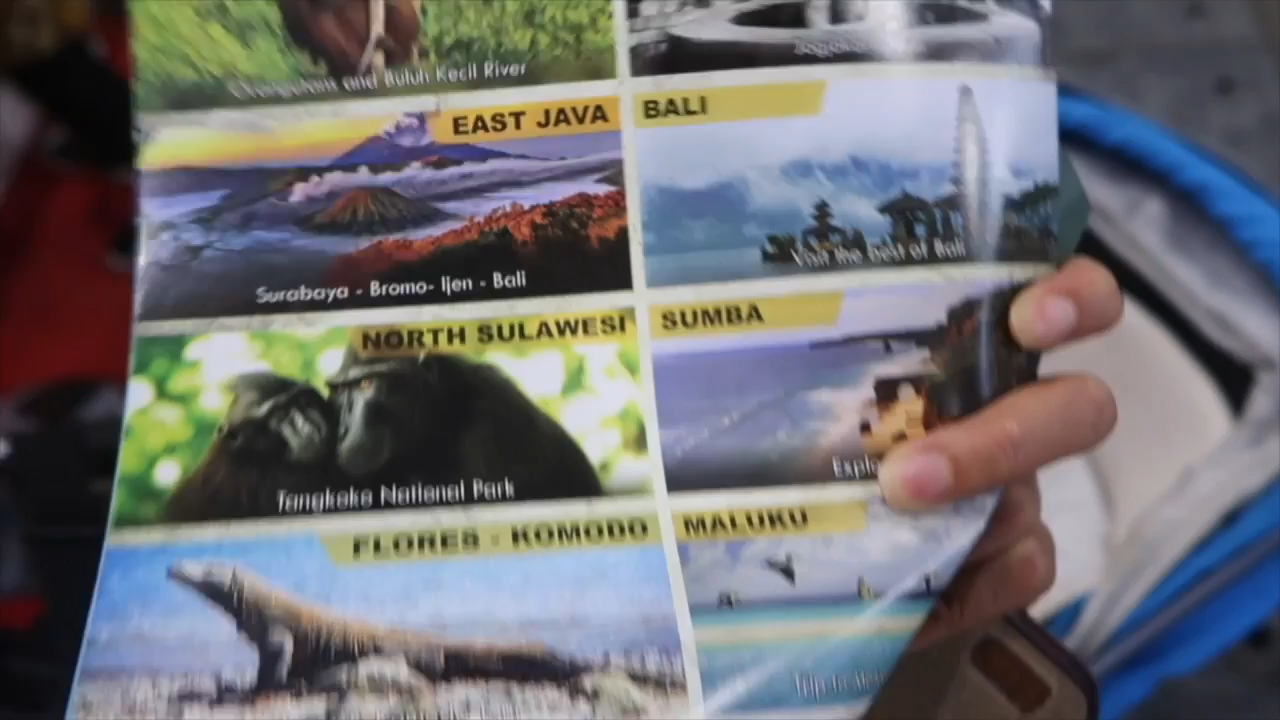 Orangutans and Buluh Kecil River
EAST JAVA
Surabaya - Bromo- Ijen - Bali
BALI
Visit the best of Bali
NORTH SULAWESI
Tangkoko National Park
SUMBA
FLORES - KOMODO
MALUKU